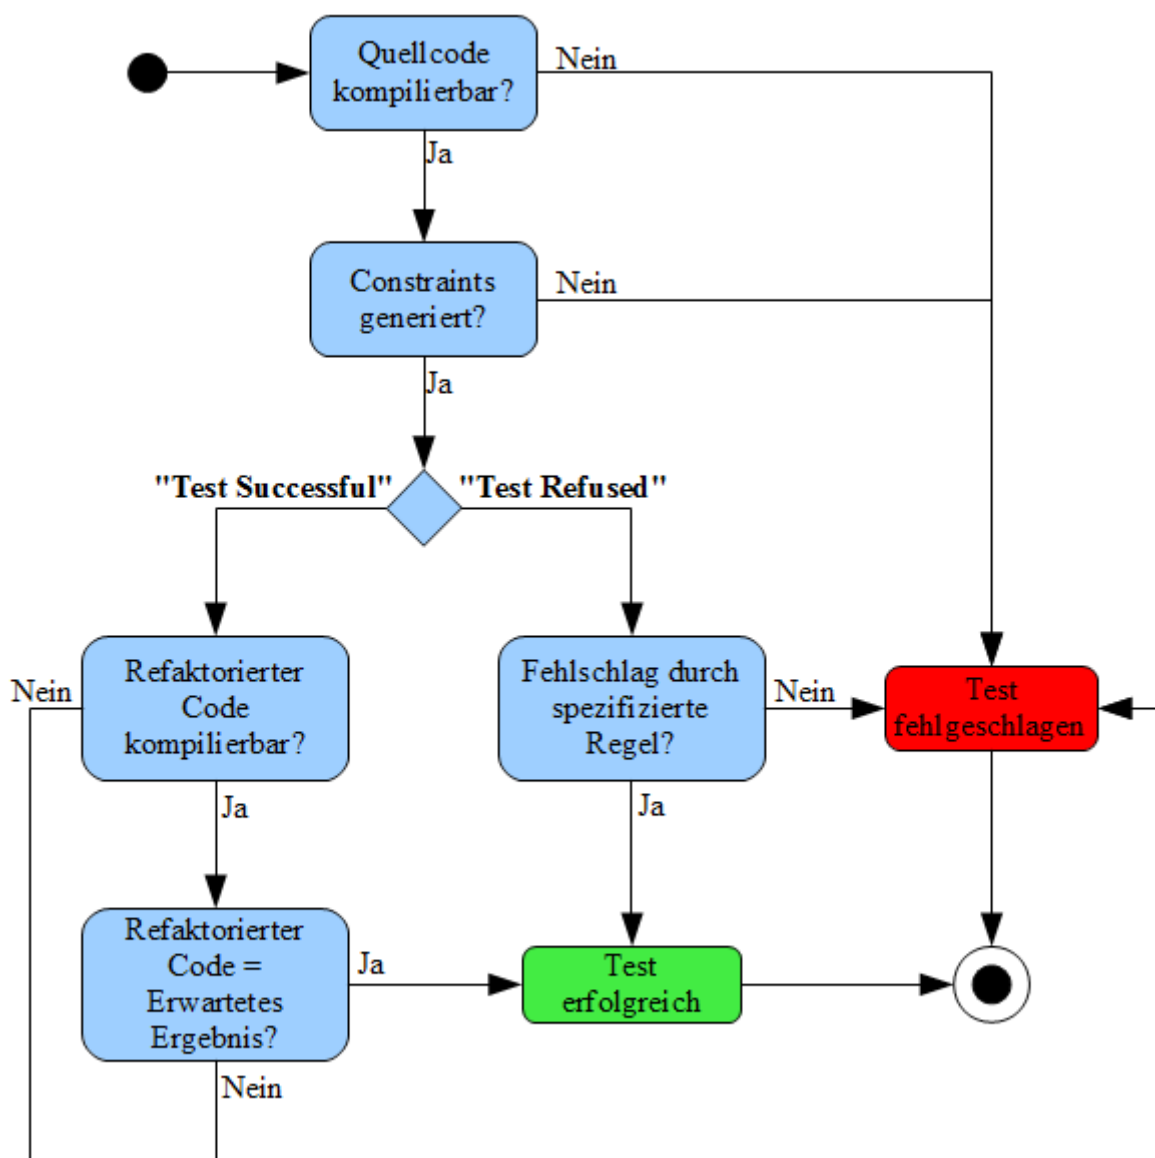 Quellcode
kompilierbar?
Nein
Ja
Constraints
generiert?
Nein
Ja
"Test Successful"
"Test Refused"
Refaktorierter
Code
kompilierbar?
Nein
Ja
Fehlschlag durch
spezifizierte
Regel?
Nein
Ja
Test
fehlgeschlagen
Refaktorierter
Code =
Erwartetes
Ergebnis?
Ja
Nein
Test
erfolgreich